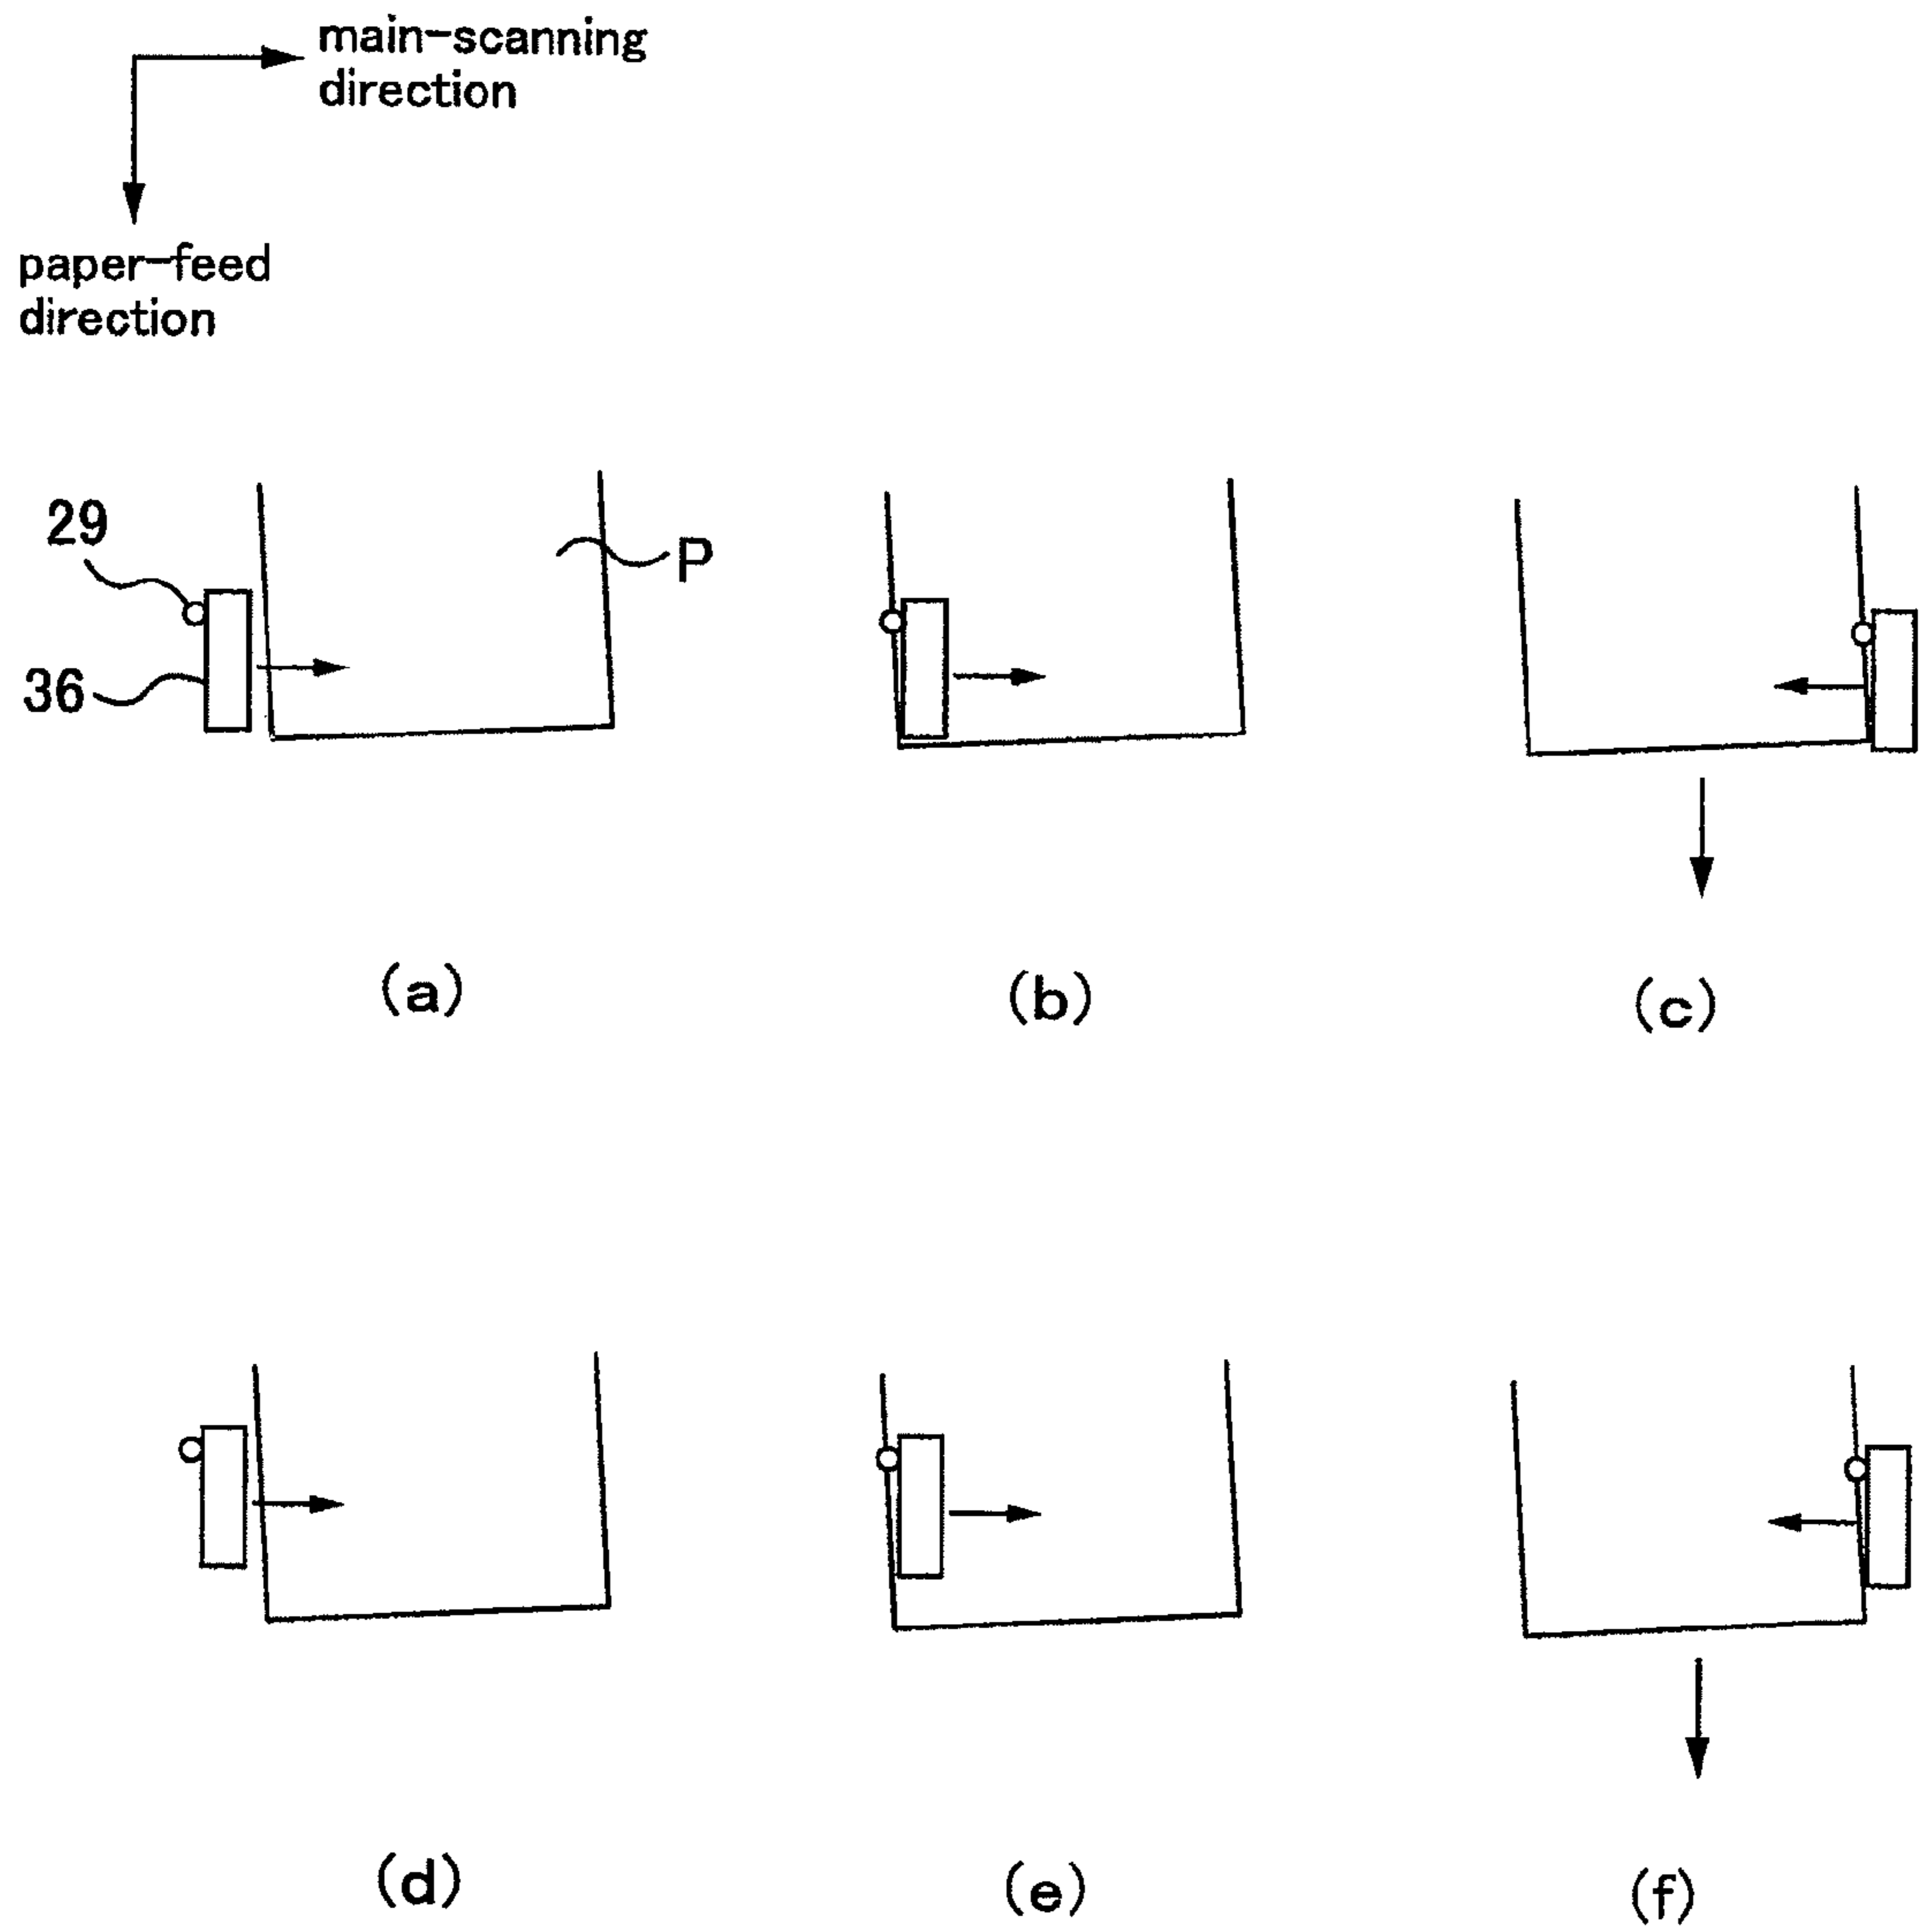 main-scanning
direction
paper-feed
direction
29
P
36
(a)
(b)
(c)
(d)
(e)
(f)